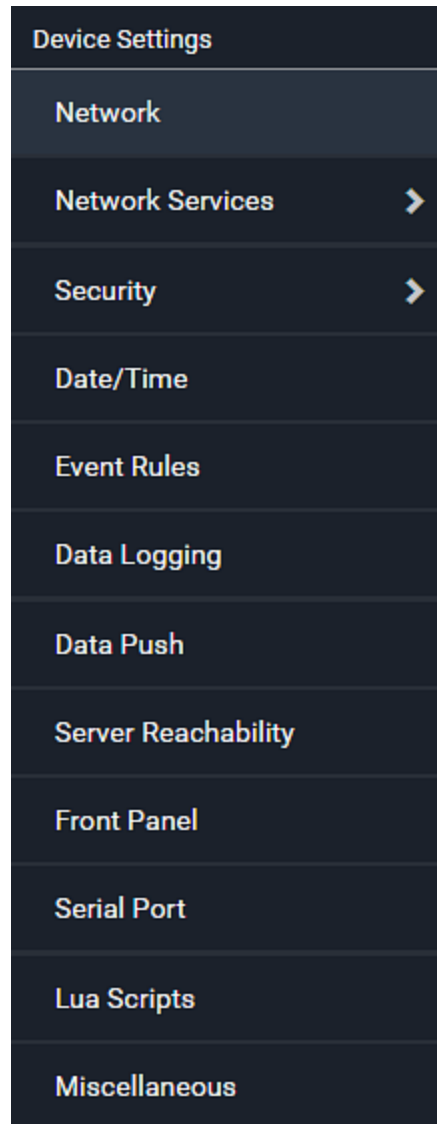 Device Settings
Network
Network Services
Security
Date/Time
Event Rules
Data Logging
Data Push
Server Reachability
Front Panel
Serial Port
Lua Scripts
Miscellaneous